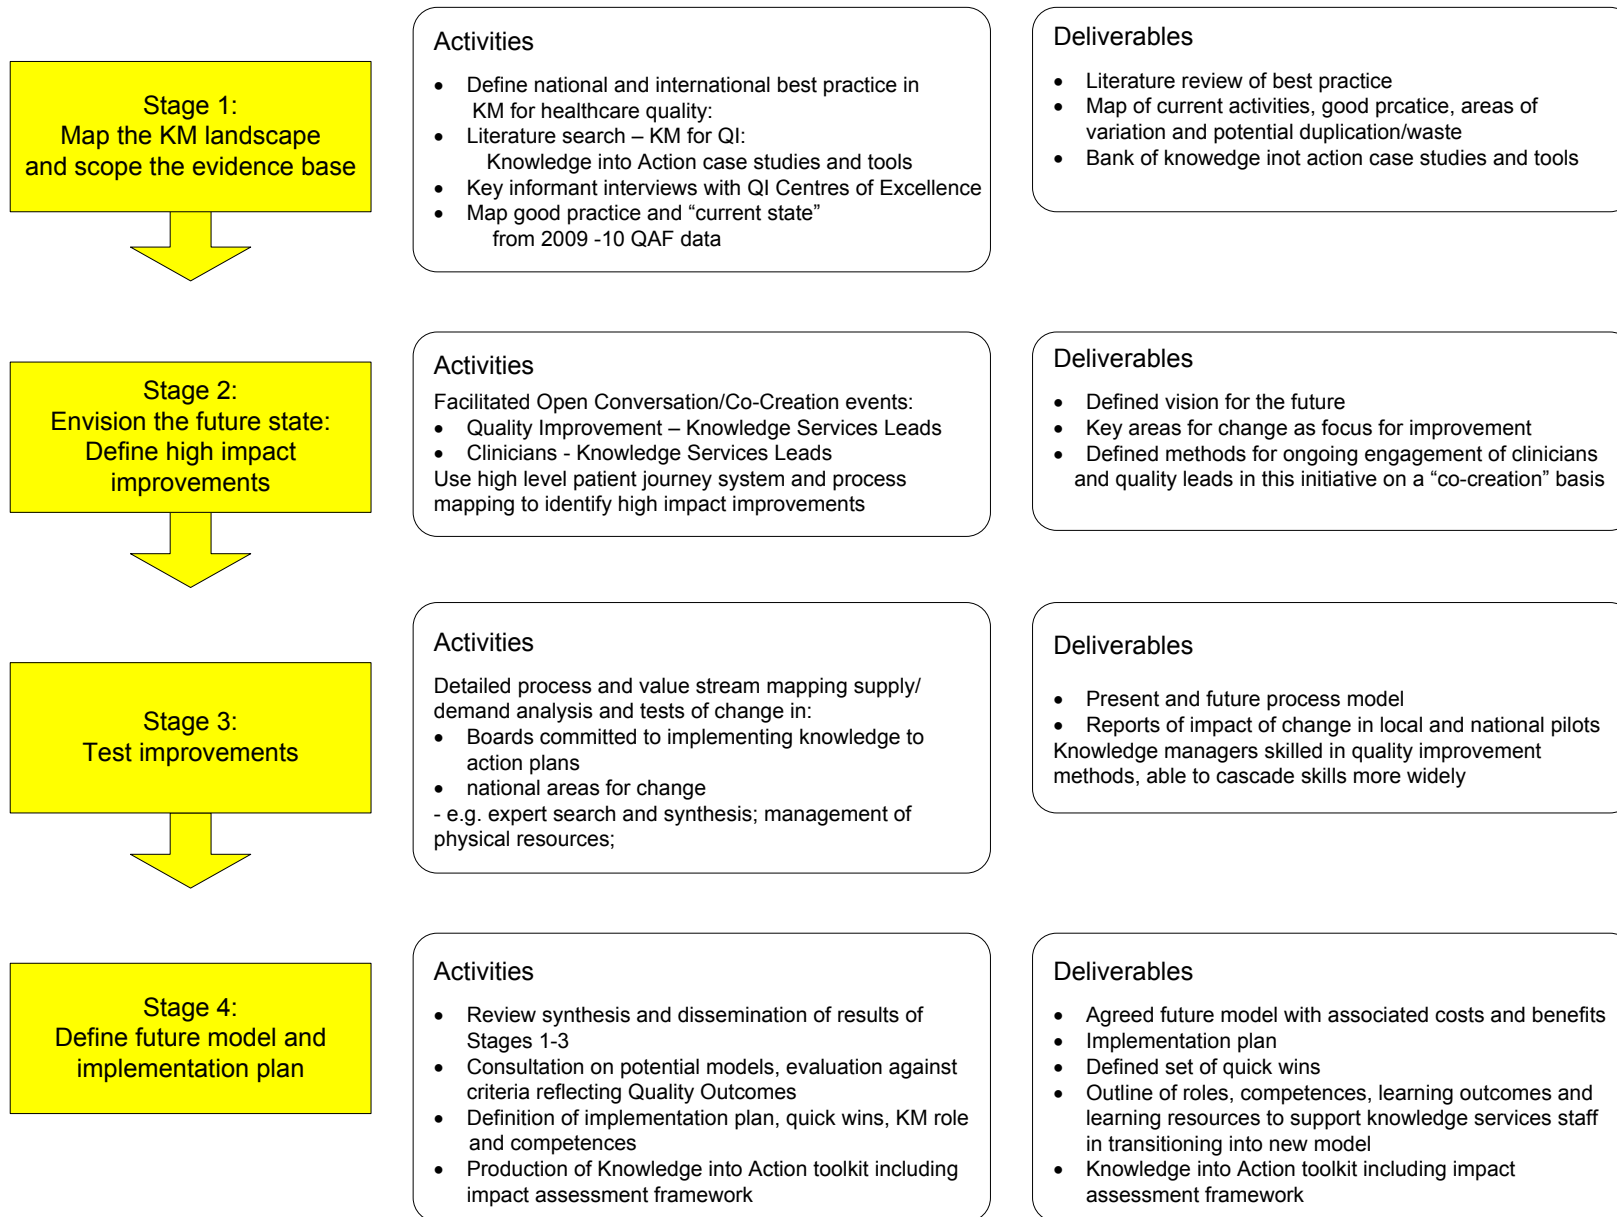 Stage 1:
Map the KM landscape
and scope the evidence base
Activities
• Define national and international best practice in
KM for healthcare quality:
• Literature search – KM for QI:
Knowledge into Action case studies and tools
• Key informant interviews with QI Centres of Excellence
• Map good practice and “current state”
from 2009 -10 QAF data
Deliverables
• Literature review of best practice
• Map of current activities, good prcatice, areas of
variation and potential duplication/waste
• Bank of knowedge inot action case studies and tools
Stage 2:
Envision the future state:
Define high impact
improvements
Activities
Facilitated Open Conversation/Co-Creation events:
• Quality Improvement – Knowledge Services Leads
• Clinicians - Knowledge Services Leads
Use high level patient journey system and process
mapping to identify high impact improvements
Deliverables
• Defined vision for the future
• Key areas for change as focus for improvement
• Defined methods for ongoing engagement of clinicians
and quality leads in this initiative on a “co-creation” basis
Stage 3:
Test improvements
Activities
Detailed process and value stream mapping supply/
demand analysis and tests of change in:
• Boards committed to implementing knowledge to
action plans
• national areas for change
- e.g. expert search and synthesis; management of
physical resources;
Deliverables
• Present and future process model
• Reports of impact of change in local and national pilots
Knowledge managers skilled in quality improvement
methods, able to cascade skills more widely
Stage 4:
Define future model and
implementation plan
Activities
• Review synthesis and dissemination of results of
Stages 1-3
• Consultation on potential models, evaluation against
criteria reflecting Quality Outcomes
• Definition of implementation plan, quick wins, KM role
and competences
• Production of Knowledge into Action toolkit including
impact assessment framework
Deliverables
• Agreed future model with associated costs and benefits
• Implementation plan
• Defined set of quick wins
• Outline of roles, competences, learning outcomes and
learning resources to support knowledge services staff
in transitioning into new model
• Knowledge into Action toolkit including impact
assessment framework